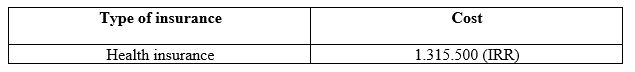 Type of insurance Cost
Health insurance 1.315.500 (IRR)